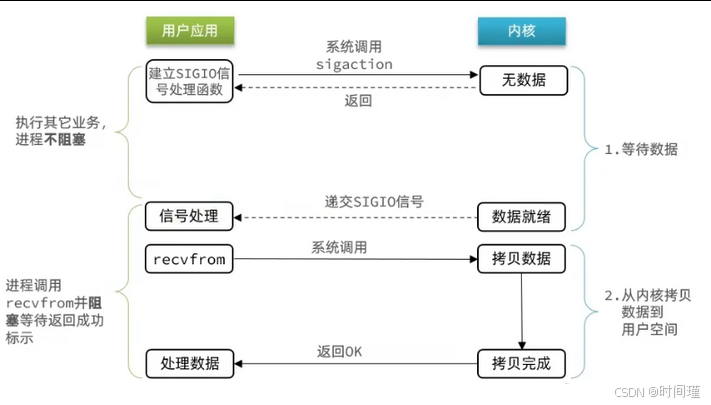 用户应用
内核
系统调用
sigaction
建立SIGIO信
号处理函数
无数据
返回
执行其它业务，
进程不阻塞
1.等待数据
递交SIGIO信号
信号处理
数据就绪
系统调用
recvfrom
拷贝数据
进程调用
recvfrom并阻
塞等待返回成功
标示
2.从内核拷贝
数据到
用户空间
返回OK
处理数据
拷贝完成
CSDN @时间瑾